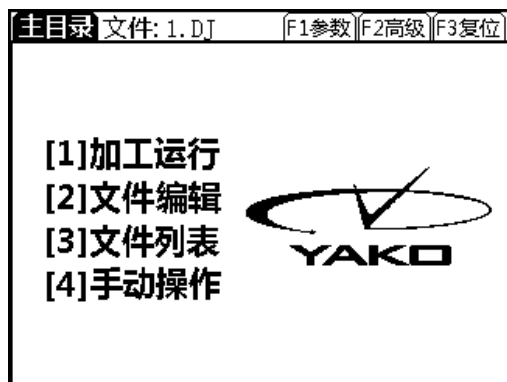 主目录 文件: 1.DJ F1参数 F2高级 F3复位
[1]加工运行
[2]文件编辑
[3]文件列表
[4]手动操作
YAKO